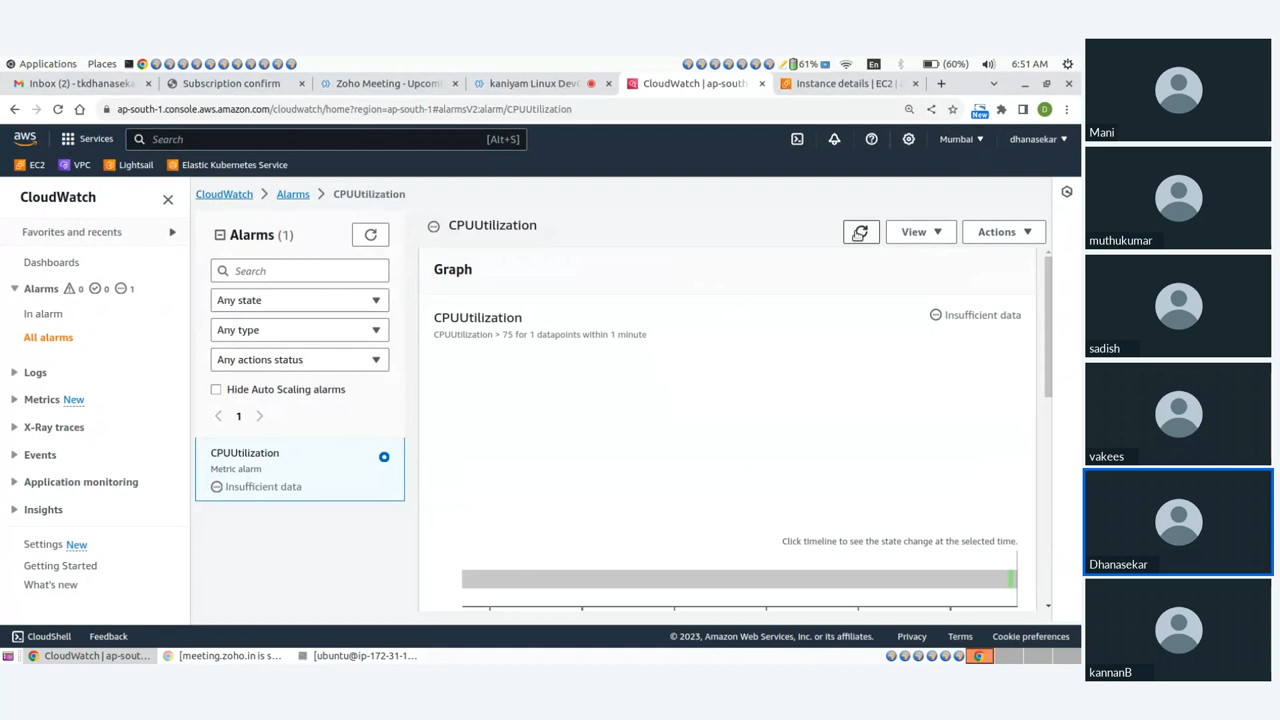 Applications Places 61% (60%) En 6:51 AM
Inbox (2) - tkdhanaseka Subscription confirm Zoho Meeting - Upcomi kaniyam Linux DevO CloudWatch | ap-south Instance details | EC2 |
ap-south-1.console.aws.amazon.com/cloudwatch/home?region=ap-south-1#alarmsV2:alarm/CPUUtilization New D
aws Services Search [Alt+S] Mumbai dhanasekar
EC2 VPC Lightsail Elastic Kubernetes Service
CloudWatch
Favorites and recents
Dashboards
Alarms 0 0 1
In alarm
All alarms
Logs
Metrics New
X-Ray traces
Events
Application monitoring
Insights
Settings New
Getting Started
What's new
CloudWatch > Alarms > CPUUtilization
Alarms (1)
Search
Any state
Any type
Any actions status
Hide Auto Scaling alarms
1
CPUUtilization
Metric alarm
Insufficient data
CPUUtilization View Actions
Graph
CPUUtilization
Insufficient data
CPUUtilization > 75 for 1 datapoints within 1 minute
Click timeline to see the state change at the selected time.
CloudShell Feedback © 2023, Amazon Web Services, Inc. or its affiliates. Privacy Terms Cookie preferences
CloudWatch | ap-sout... [meeting.zoho.in is s... [ubuntu@ip-172-31-1...
Mani
muthukumar
sadish
vakees
Dhanasekar
kannanB